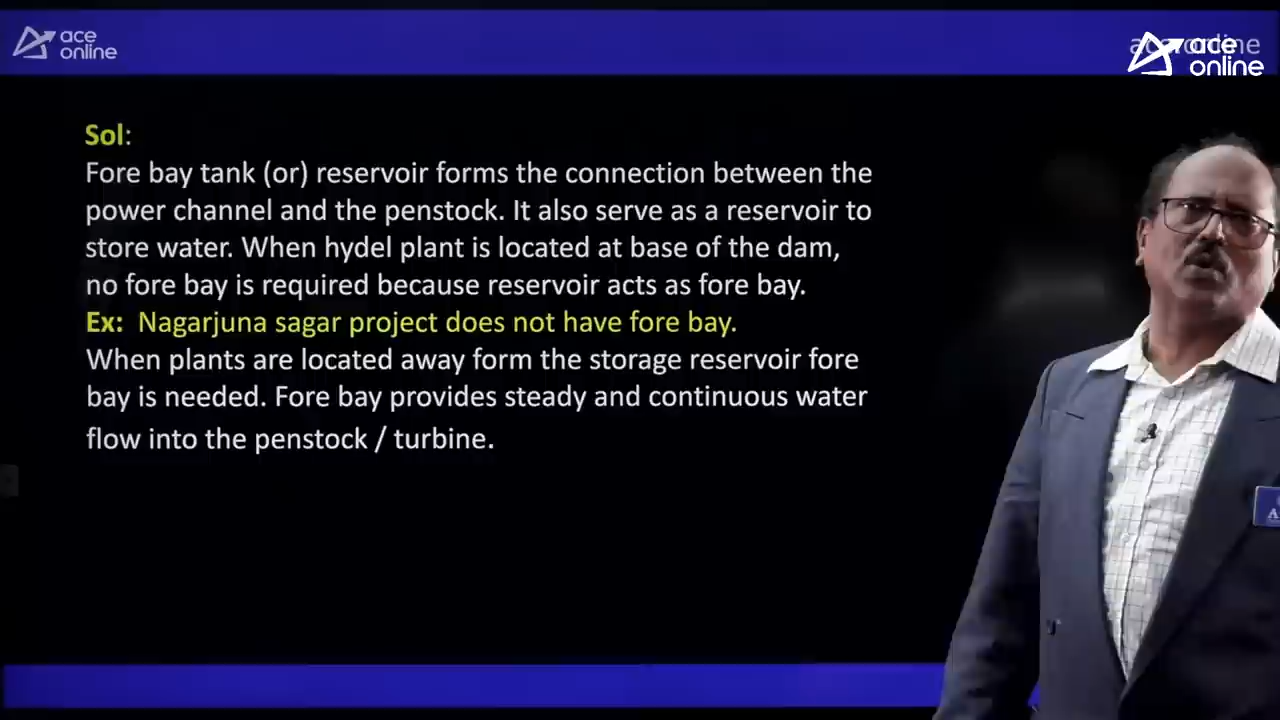 ace
online
ace
online
Sol:
Fore bay tank (or) reservoir forms the connection between the
power channel and the penstock. It also serve as a reservoir to
store water. When hydel plant is located at base of the dam,
no fore bay is required because reservoir acts as fore bay.
Ex: Nagarjuna sagar project does not have fore bay.
When plants are located away form the storage reservoir fore
bay is needed. Fore bay provides steady and continuous water
flow into the penstock / turbine.